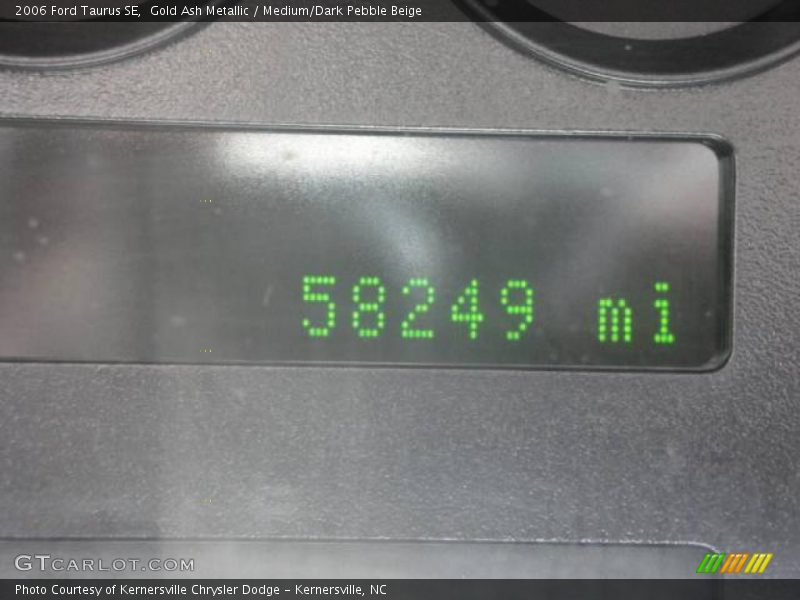 2006 Ford Taurus SE,  Gold Ash Metallic / Medium/Dark Pebble Beige
58249 mi
GTCARLOT.COM
Photo Courtesy of Kernersville Chrysler Dodge – Kernersville, NC